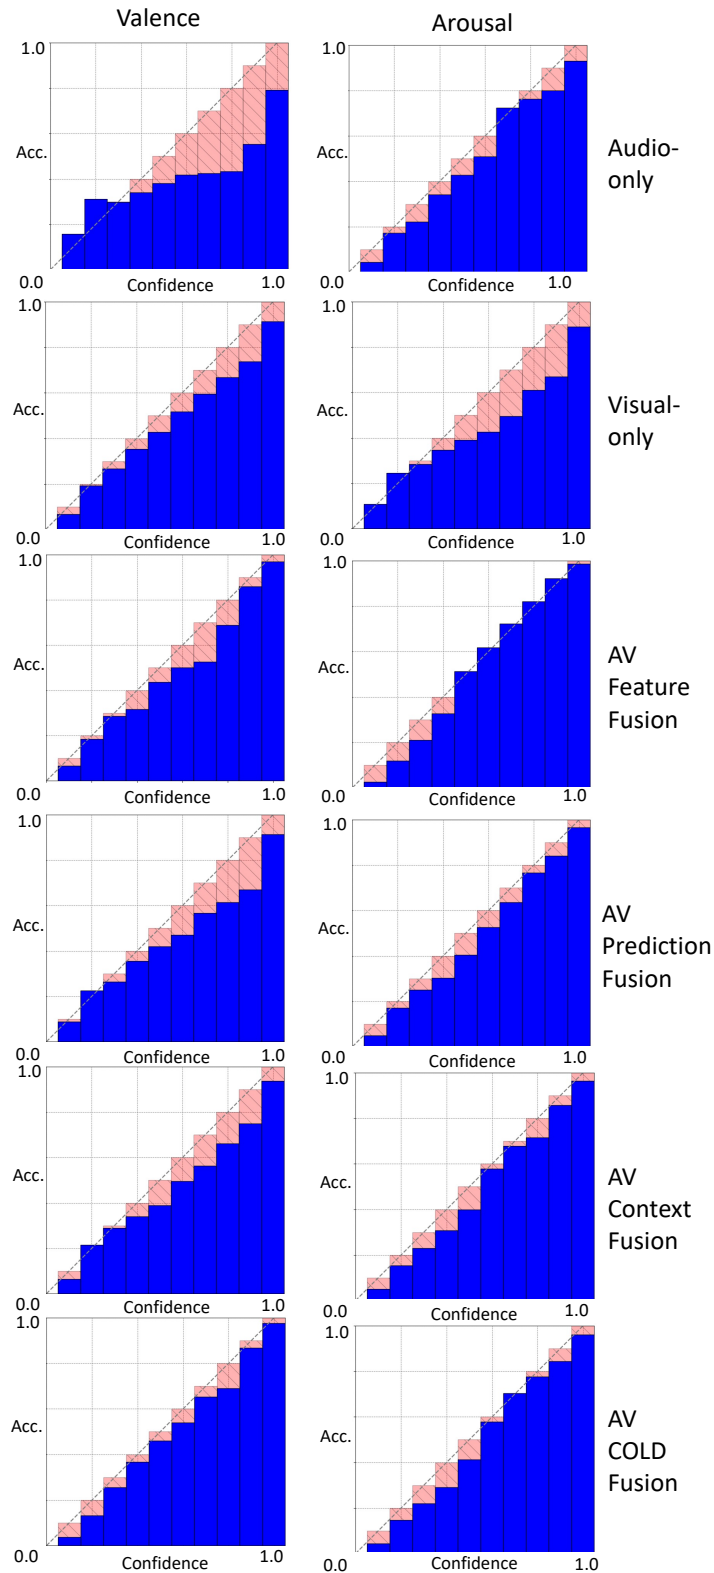 Valence
Arousal
1.0
Acc.
0.0
Confidence
1.0
1.0
Acc.
0.0
Confidence
1.0
Audio-
only
1.0
Acc.
0.0
Confidence
1.0
1.0
Acc.
0.0
Confidence
1.0
Visual-
only
1.0
Acc.
0.0
Confidence
1.0
1.0
Acc.
0.0
Confidence
1.0
AV
Feature
Fusion
1.0
Acc.
0.0
Confidence
1.0
1.0
Acc.
0.0
Confidence
1.0
AV
Prediction
Fusion
1.0
Acc.
0.0
Confidence
1.0
1.0
Acc.
0.0
Confidence
1.0
AV
Context
Fusion
1.0
Acc.
0.0
Confidence
1.0
1.0
Acc.
0.0
Confidence
1.0
AV
COLD
Fusion